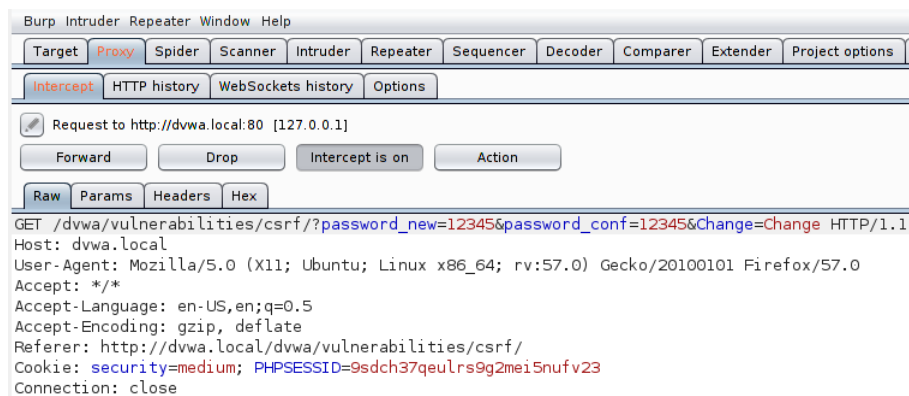 Burp Intruder Repeater Window Help
Target Proxy Spider Scanner Intruder Repeater Sequencer Decoder Comparer Extender Project options
Intercept HTTP history WebSockets history Options
Request to http://dvwa.local:80 [127.0.0.1]
Forward Drop Intercept is on Action
Raw Params Headers Hex
GET /dvwa/vulnerabilities/csrf/?password_new=12345&password_conf=12345&Change=Change HTTP/1.1
Host: dvwa.local
User-Agent: Mozilla/5.0 (X11; Ubuntu; Linux x86_64; rv:57.0) Gecko/20100101 Firefox/57.0
Accept: */*
Accept-Language: en-US,en;q=0.5
Accept-Encoding: gzip, deflate
Referer: http://dvwa.local/dvwa/vulnerabilities/csrf/
Cookie: security=medium; PHPSESSID=9sdch37qeulrs9g2mei5nufv23
Connection: close